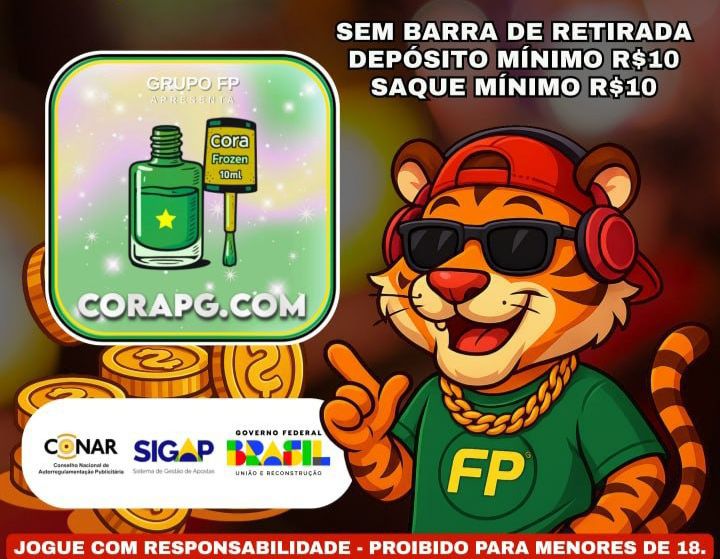 SEM BARRA DE RETIRADA
DEPÓSITO MÍNIMO R$10
SAQUE MÍNIMO R$10
GRUPO FP
APRESENTA
Cora
Frozen
10ml
CORAPG.COM
CONAR
Conselho Nacional de
Autorregulamentação Publicitária
SIGAP
Sistema de Gestão de Apostas
GOVERNO FEDERAL
BRASIL
UNIÃO E RECONSTRUÇÃO
FP
G
JOGUE COM RESPONSABILIDADE - PROIBIDO PARA MENORES DE 18.